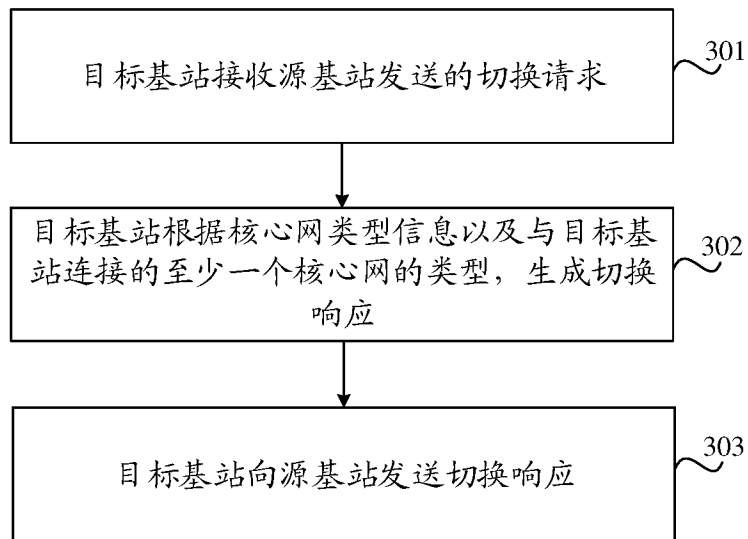 目标基站接收源基站发送的切换请求
301
目标基站根据核心网类型信息以及与目标基
站连接的至少一个核心网的类型，生成切换
响应
302
目标基站向源基站发送切换响应
303